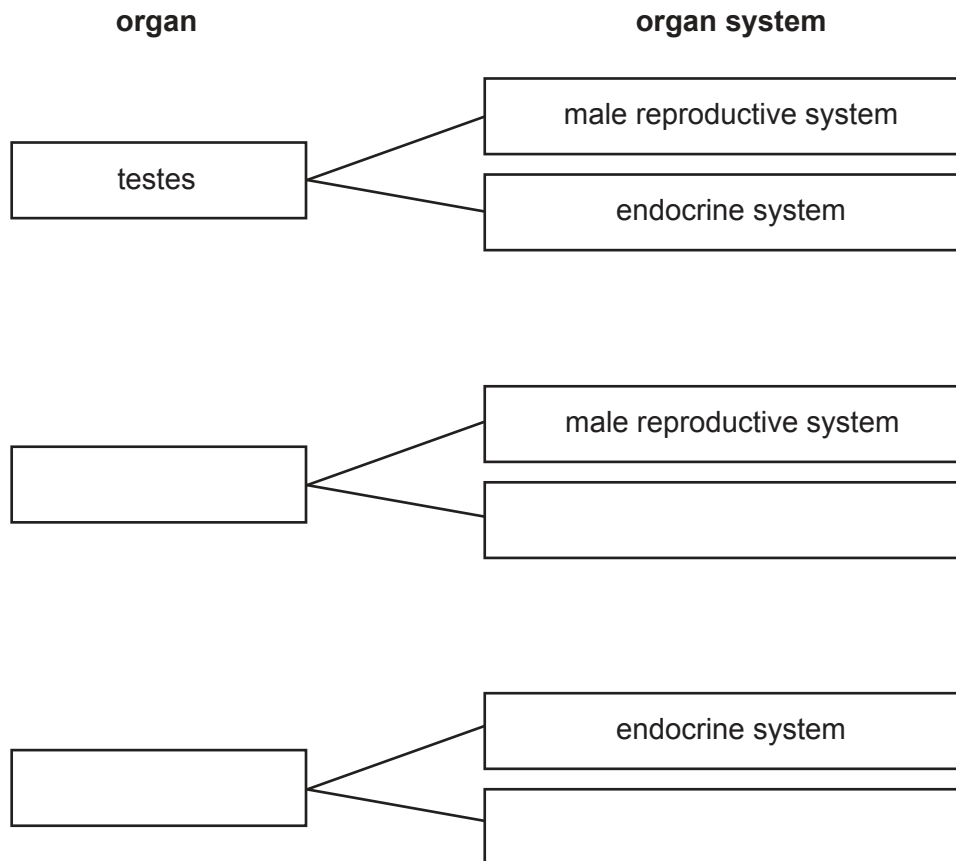 organ
organ system
testes
male reproductive system
endocrine system
male reproductive system
endocrine system